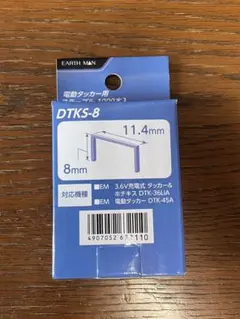 EARTH MAN
電動タッカー用
DTKS-8
11.4mm
8mm
対応機種
■EM 3.6V充電式 タッカー&
ホチキス DTK-36LiA
■EM 電動タッカー DTK-45A